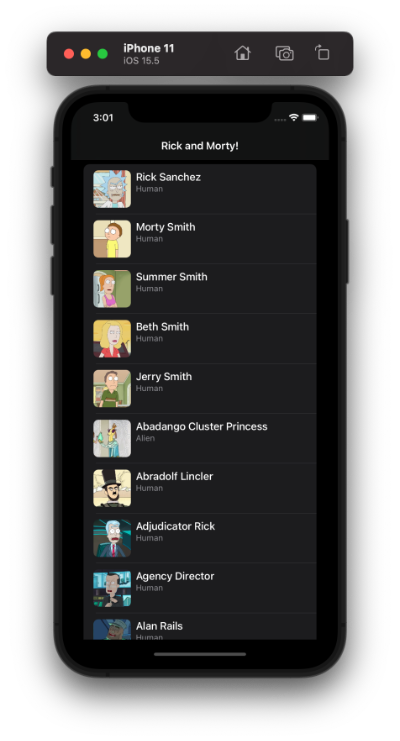 iPhone 11
iOS 15.5
3:01
Rick and Morty!
Rick Sanchez
Human
Morty Smith
Human
Summer Smith
Human
Beth Smith
Human
Jerry Smith
Human
Abadango Cluster Princess
Alien
Abradolf Lincler
Human
Adjudicator Rick
Human
Agency Director
Human
Alan Rails
Human